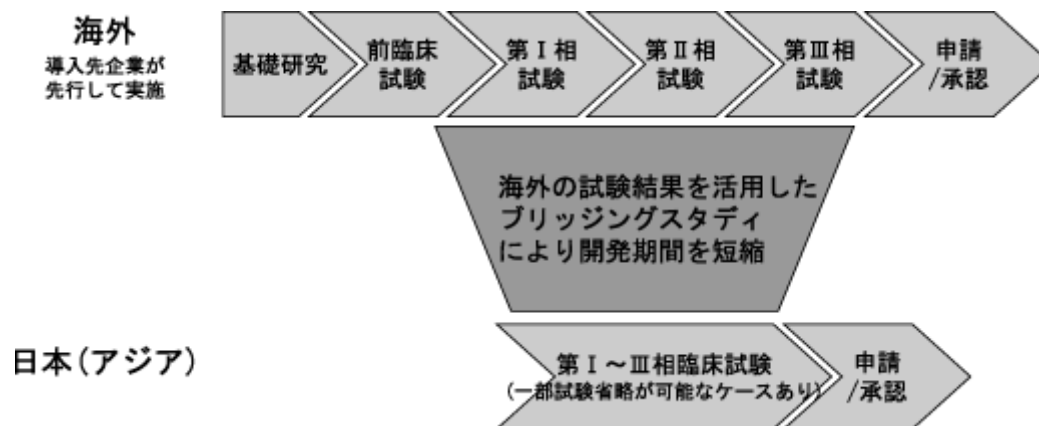 海外
導入先企業が
先行して実施
基礎研究
前臨床
試験
第Ⅰ相
試験
第Ⅱ相
試験
第Ⅲ相
試験
申請
/承認
海外の試験結果を活用した
ブリッジングスタディ
により開発期間を短縮
日本(アジア)
第Ⅰ～Ⅲ相臨床試験
(一部試験省略が可能なケースあり)
申請
/承認